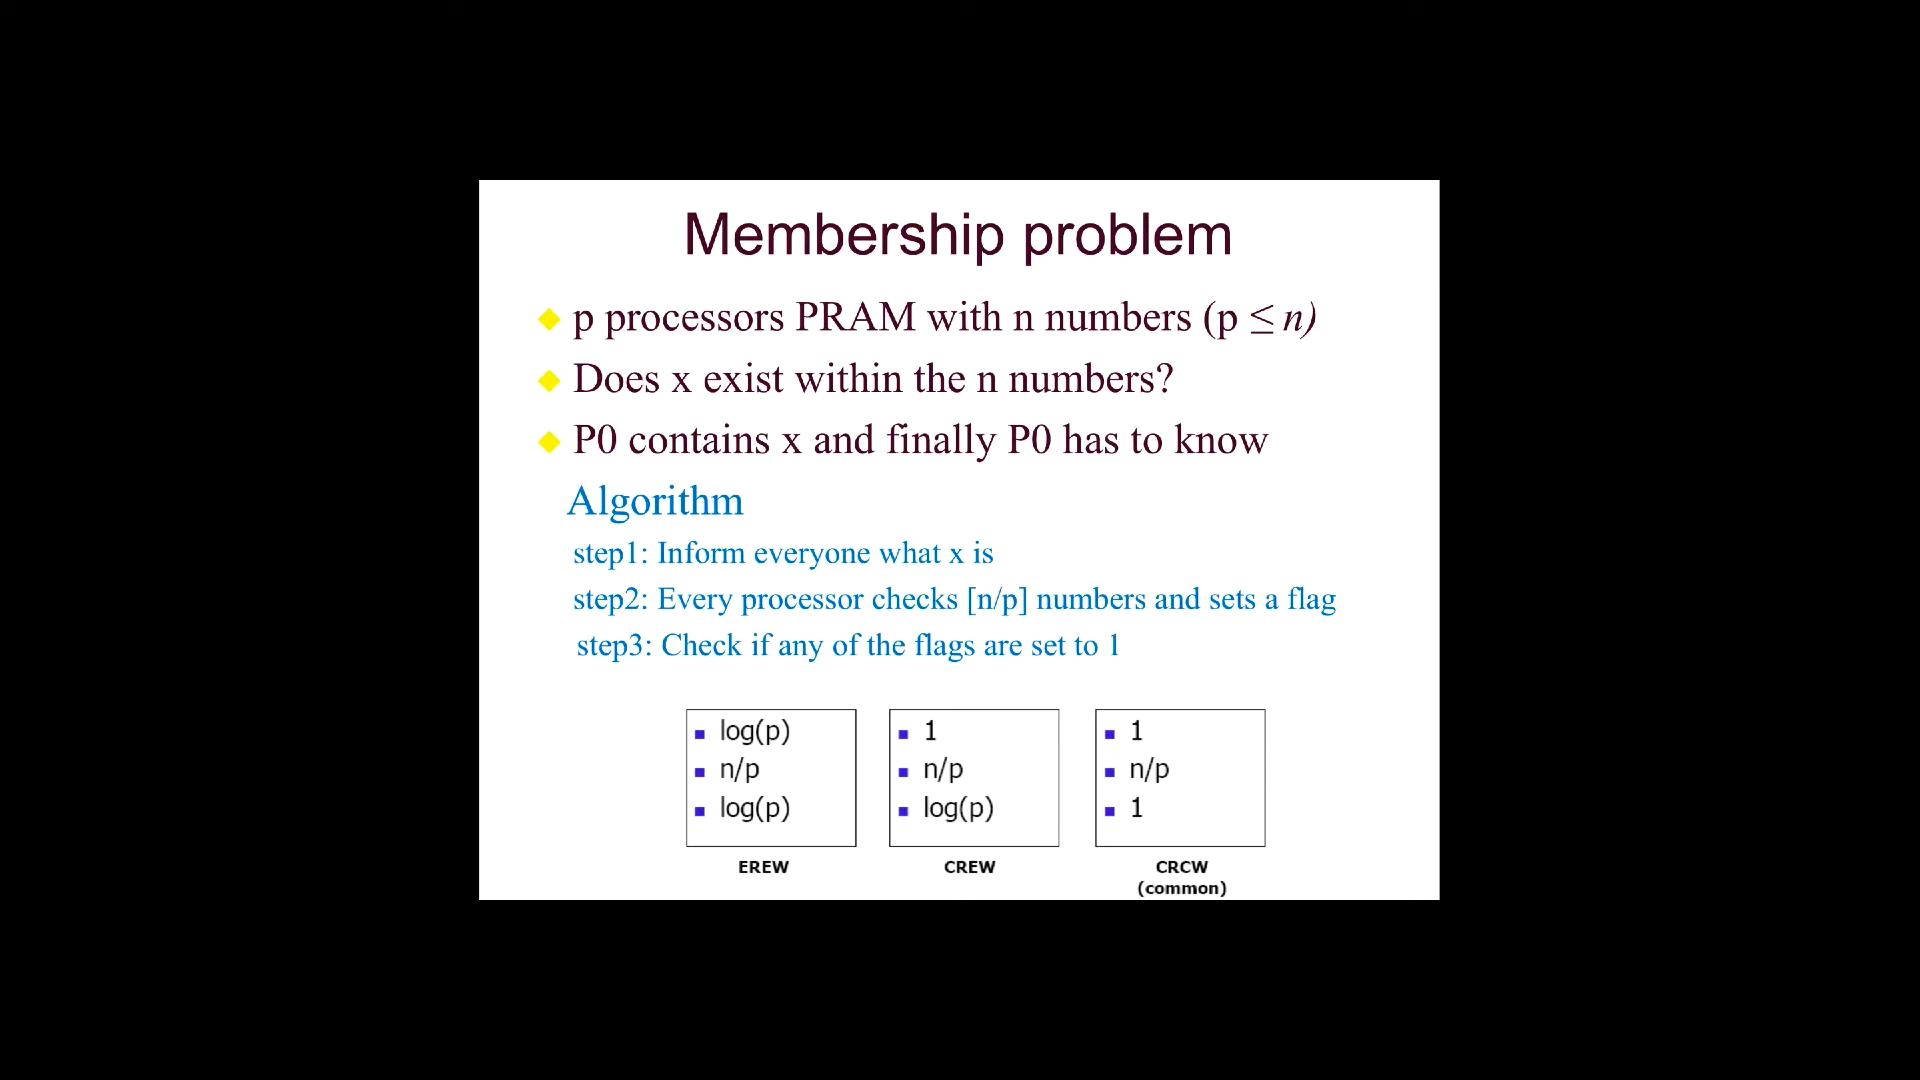 Membership problem
p processors PRAM with n numbers (p ≤ n)
Does x exist within the n numbers?
P0 contains x and finally P0 has to know
Algorithm
step1: Inform everyone what x is
step2: Every processor checks [n/p] numbers and sets a flag
step3: Check if any of the flags are set to 1
log(p)
n/p
log(p)
EREW
1
n/p
log(p)
CREW
1
n/p
1
CRCW
(common)